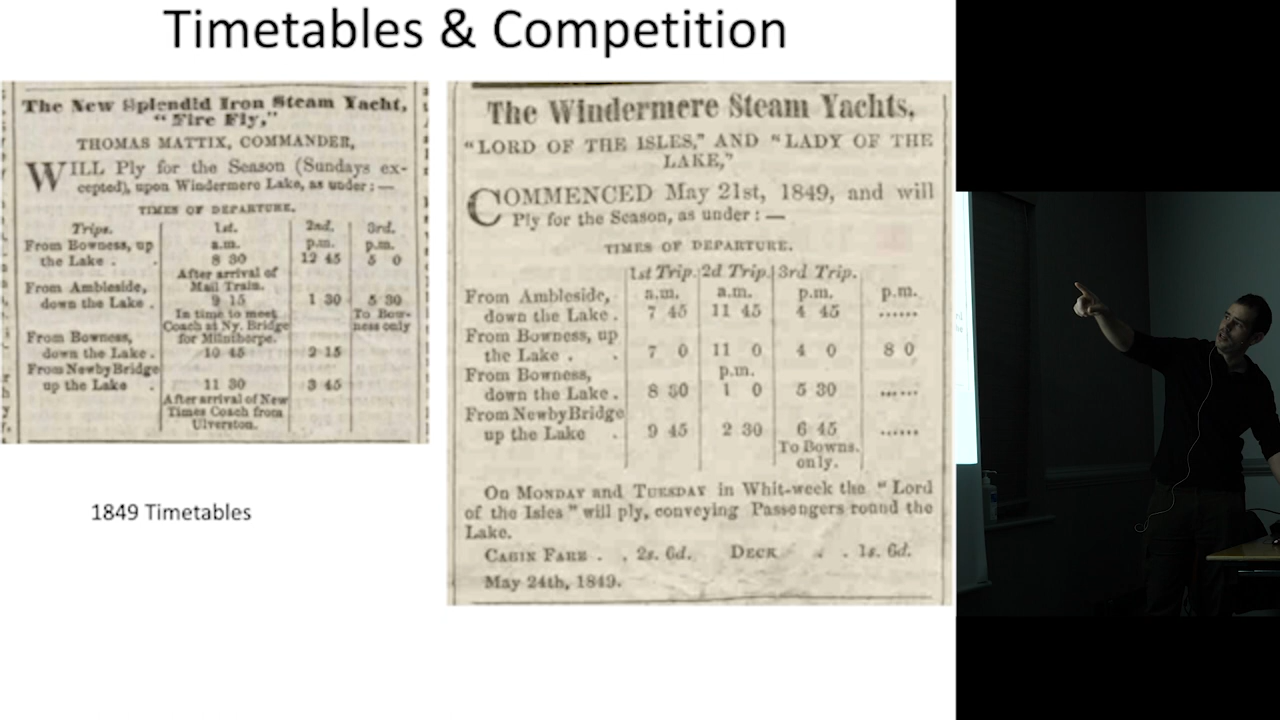 Timetables & Competition
The New Splendid Iron Steam Yacht,
"Fire Fly,"
THOMAS MATTIX, COMMANDER,
WILL Ply for the Season (Sundays ex-
cepted), upon Windermere Lake, as under:—
TIMES OF DEPARTURE.
Trips. 1st. 2nd. 3rd.
From Bowness, up a.m. p.m. p.m.
the Lake . . 8 30 12 45 5 0
After arrival of
From Ambleside, Mail Train.
down the Lake . 9 15 1 30 5 30
In time to meet To Bow-
Coach at Ny. Bridge ness only
From Bowness, for Milnthorpe.
down the Lake . 10 45 2 15
From Newby Bridge
up the Lake . 11 30 3 45
After arrival of New
Times Coach from
Ulverston.
1849 Timetables
The Windermere Steam Yachts,
"LORD OF THE ISLES," AND "LADY OF THE
LAKE,"
COMMENCED May 21st, 1849, and will
Ply for the Season, as under:—
TIMES OF DEPARTURE.
1st Trip. 2d Trip. 3rd Trip.
From Ambleside, a.m. a.m. p.m. p.m.
down the Lake . 7 45 11 45 4 45 ......
From Bowness, up
the Lake . . 7 0 11 0 4 0 8 0
From Bowness, p.m.
down the Lake . 8 30 1 0 5 30 ......
From Newby Bridge
up the Lake . 9 45 2 30 6 45 ......
To Bowns.
only.
On MONDAY and TUESDAY in Whit-week the "Lord
of the Isles" will ply, conveying Passengers round the
Lake.
CABIN FARE . . 2s. 6d. DECK . . 1s. 6d.
May 24th, 1849.